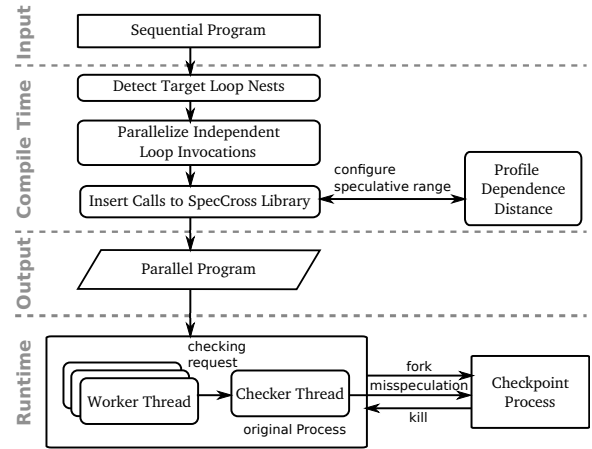 Input
Sequential Program
Compile Time
Detect Target Loop Nests
Parallelize Independent
Loop Invocations
Insert Calls to SpecCross Library
configure
speculative range
Profile
Dependence
Distance
Output
Parallel Program
Runtime
checking
request
Worker Thread
Checker Thread
original Process
fork
misspeculation
kill
Checkpoint
Process